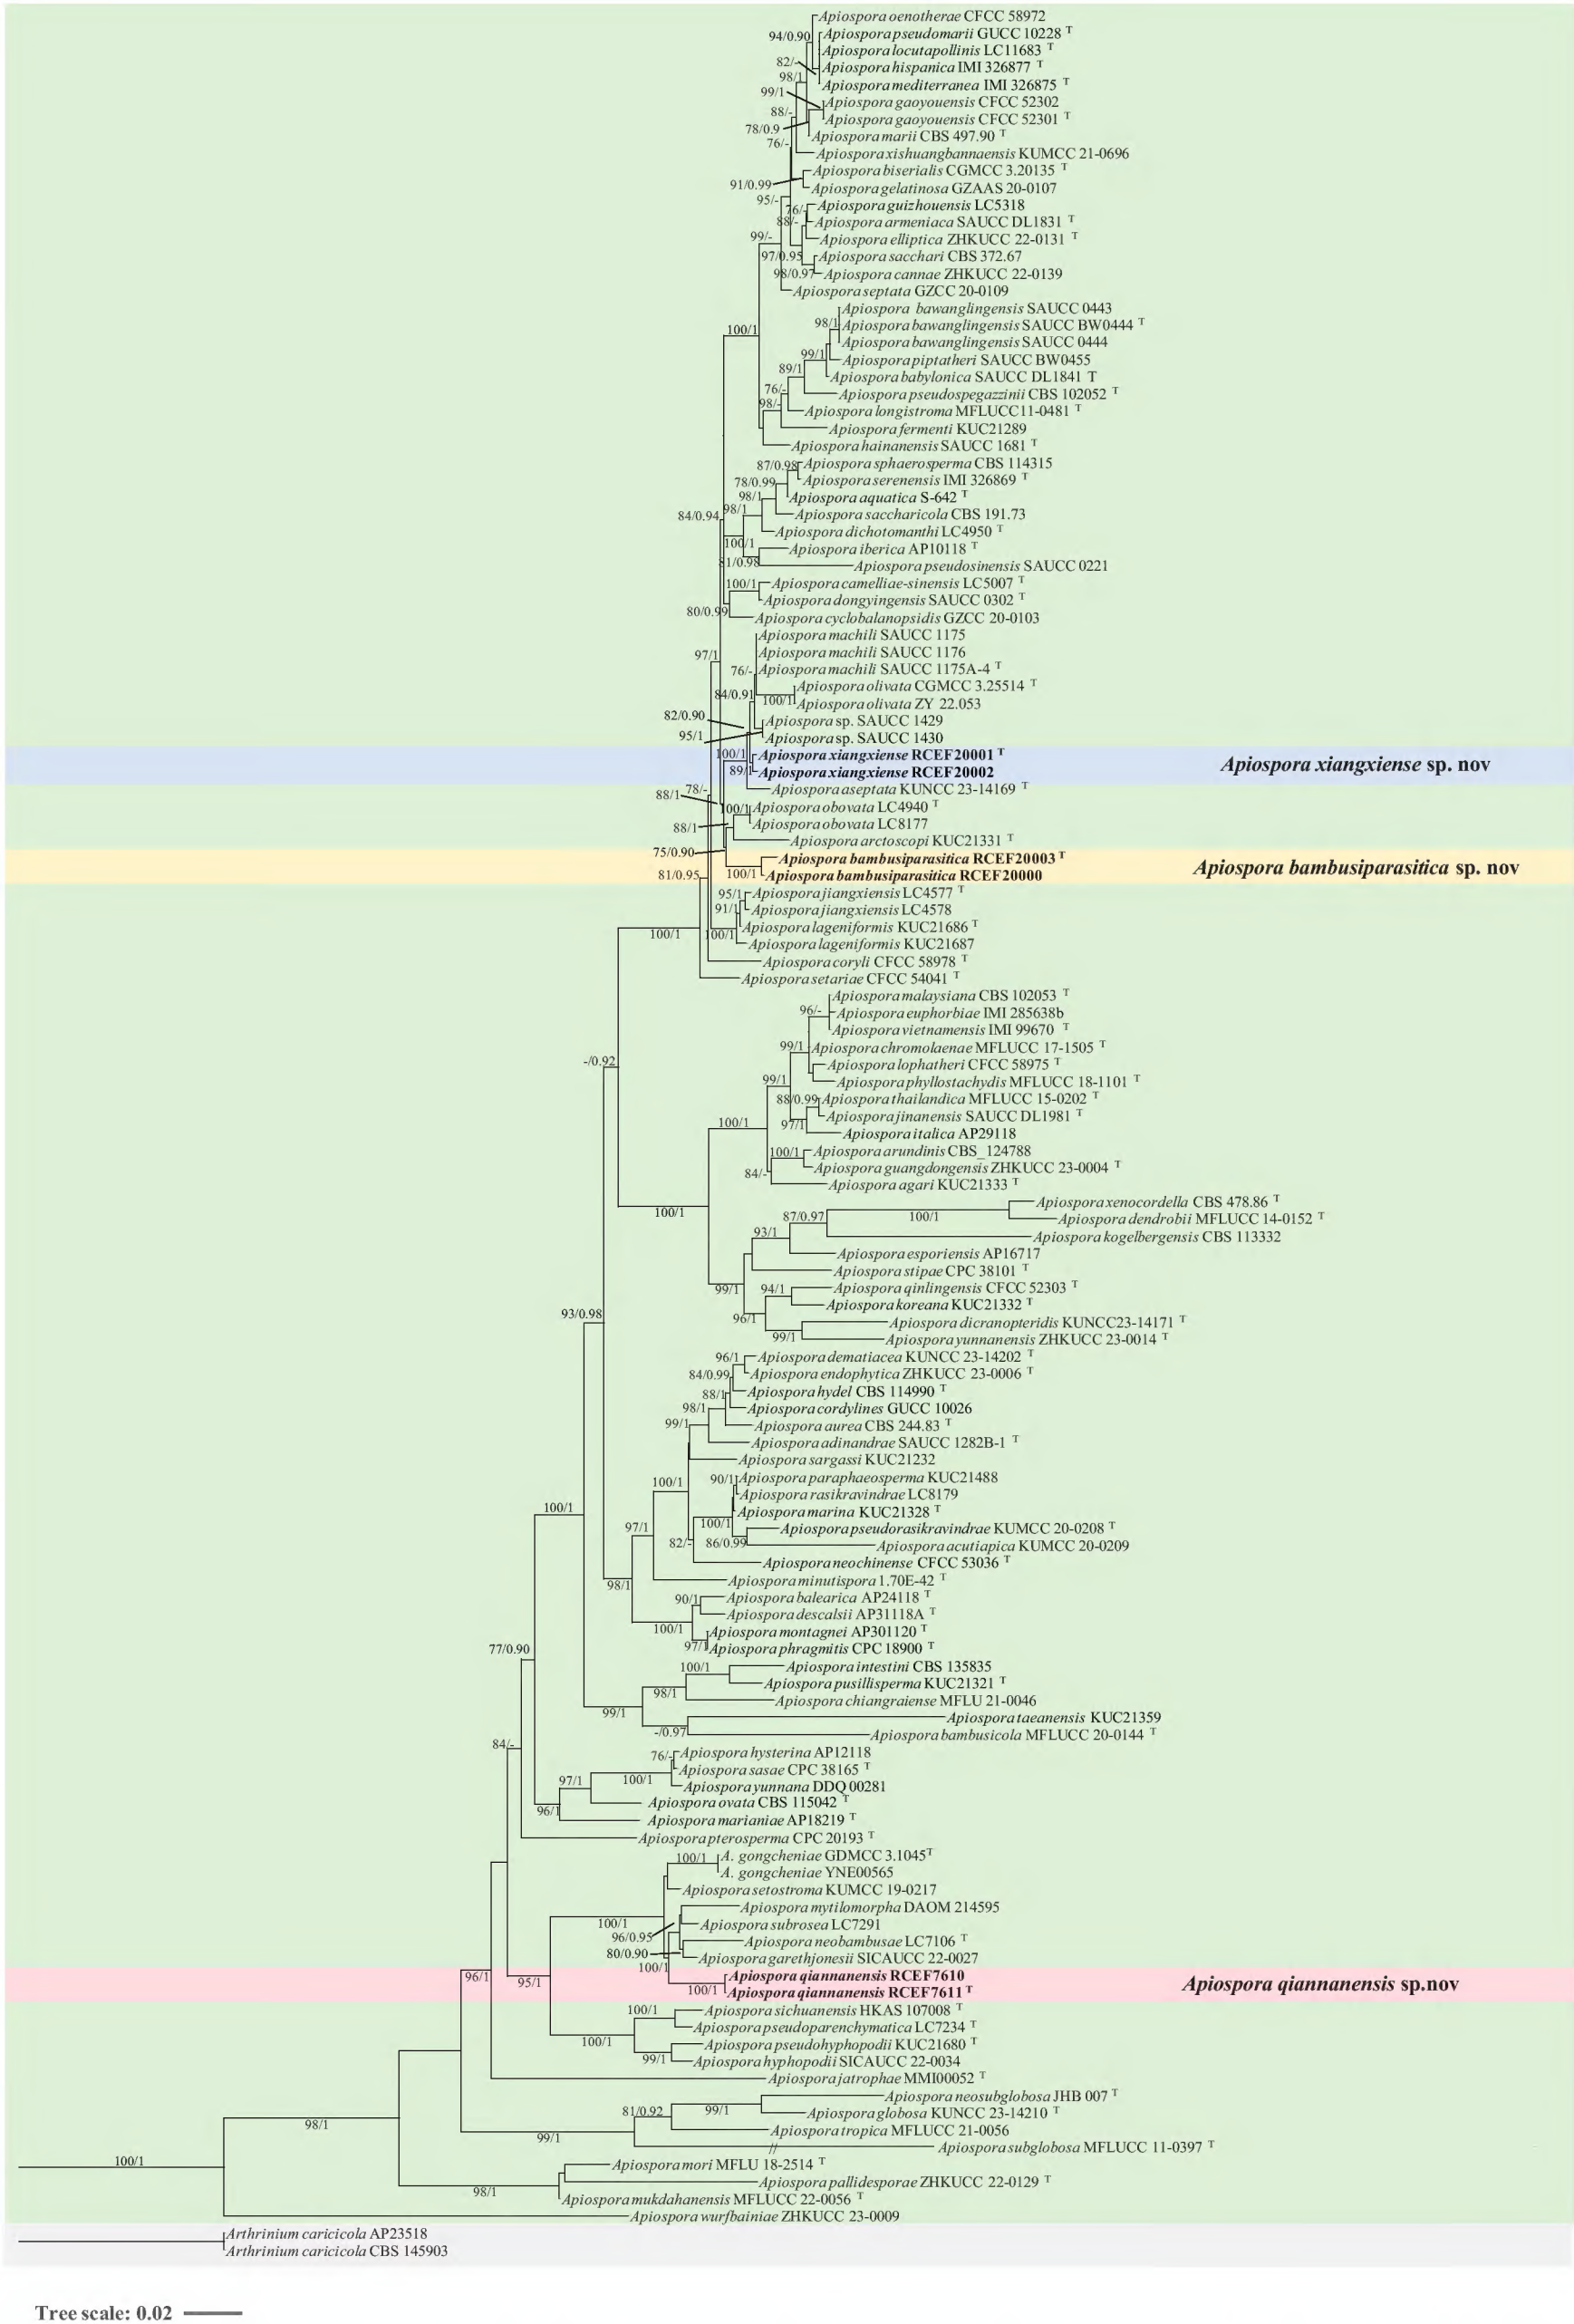 Apiospora oenotherae CFCC 58972
94/0.90
Apiospora pseudomarii GUCC 10228 T
Apiospora locutapollinis LC11683 T
82/-
Apiospora hispanica IMI 326877 T
98/1
Apiospora mediterranea IMI 326875 T
99/1
Apiospora gaoyouensis CFCC 52302
88/-
Apiospora gaoyouensis CFCC 52301 T
78/0.9
Apiospora marii CBS 497.90 T
76/-
Apiospora xishuangbannaensis KUMCC 21-0696
Apiospora biserialis CGMCC 3.20135 T
91/0.99
Apiospora gelatinosa GZAAS 20-0107
95/-
Apiospora guizhouensis LC5318
76/-
88/-
Apiospora armeniaca SAUCC DL1831 T
99/-
Apiospora elliptica ZHKUCC 22-0131 T
97/0.95
Apiospora sacchari CBS 372.67
98/0.97
Apiospora cannae ZHKUCC 22-0139
Apiospora septata GZCC 20-0109
Apiospora bawanglingensis SAUCC 0443
98/1
Apiospora bawanglingensis SAUCC BW0444 T
100/1
Apiospora bawanglingensis SAUCC 0444
99/1
Apiospora piptatheri SAUCC BW0455
89/1
Apiospora babylonica SAUCC DL1841 T
76/-
Apiospora pseudospegazzinii CBS 102052 T
98/-
Apiospora longistroma MFLUCC11-0481 T
Apiospora fermenti KUC21289
Apiospora hainanensis SAUCC 1681 T
87/0.98
Apiospora sphaerosperma CBS 114315
78/0.99
Apiospora serenensis IMI 326869 T
98/1
Apiospora aquatica S-642 T
84/0.94
98/1
Apiospora saccharicola CBS 191.73
Apiospora dichotomanthi LC4950 T
100/1
Apiospora iberica AP10118 T
81/0.98
Apiospora pseudosinensis SAUCC 0221
100/1
Apiospora camelliae-sinensis LC5007 T
Apiospora dongyingensis SAUCC 0302 T
80/0.99
Apiospora cyclobalanopsidis GZCC 20-0103
Apiospora machili SAUCC 1175
97/1
Apiospora machili SAUCC 1176
76/-
Apiospora machili SAUCC 1175A-4 T
Apiospora olivata CGMCC 3.25514 T
84/0.91
100/1
Apiospora olivata ZY 22.053
82/0.90
Apiospora sp. SAUCC 1429
95/1
Apiospora sp. SAUCC 1430
100/1
Apiospora xiangxiense RCEF20001 T
Apiospora xiangxiense sp. nov
89/1
Apiospora xiangxiense RCEF20002
78/-
Apiospora aseptata KUNCC 23-14169 T
88/1
100/1
Apiospora obovata LC4940 T
88/1
Apiospora obovata LC8177
Apiospora arctoscopi KUC21331 T
75/0.90
Apiospora bambusiparasitica RCEF20003 T
Apiospora bambusiparasitica sp. nov
81/0.95
100/1
Apiospora bambusiparasitica RCEF20000
95/1
Apiospora jiangxiensis LC4577 T
91/1
Apiospora jiangxiensis LC4578
Apiospora lageniformis KUC21686 T
100/1
100/1
Apiospora lageniformis KUC21687
Apiospora coryli CFCC 58978 T
Apiospora setariae CFCC 54041 T
Apiospora malaysiana CBS 102053 T
96/-
Apiospora euphorbiae IMI 285638b
Apiospora vietnamensis IMI 99670 T
99/1
Apiospora chromolaenae MFLUCC 17-1505 T
-/0.92
Apiospora lophatheri CFCC 58975 T
99/1
Apiospora phyllostachydis MFLUCC 18-1101 T
88/0.99
Apiospora thailandica MFLUCC 15-0202 T
100/1
97/1
Apiospora jinanensis SAUCC DL1981 T
Apiospora italica AP29118
100/1
Apiospora arundinis CBS_124788
84/-
Apiospora guangdongensis ZHKUCC 23-0004 T
Apiospora agari KUC21333 T
Apiospora xenocordella CBS 478.86 T
100/1
87/0.97
100/1
Apiospora dendrobii MFLUCC 14-0152 T
93/1
Apiospora kogelbergensis CBS 113332
Apiospora esporiensis AP16717
Apiospora stipae CPC 38101 T
99/1
94/1
Apiospora qinlingensis CFCC 52303 T
Apiospora koreana KUC21332 T
93/0.98
96/1
Apiospora dicranopteridis KUNCC23-14171 T
99/1
Apiospora yunnanensis ZHKUCC 23-0014 T
96/1
Apiospora dematiacea KUNCC 23-14202 T
84/0.99
Apiospora endophytica ZHKUCC 23-0006 T
88/1
Apiospora hydel CBS 114990 T
98/1
Apiospora cordylines GUCC 10026
99/1
Apiospora aurea CBS 244.83 T
Apiospora adinandrae SAUCC 1282B-1 T
Apiospora sargassi KUC21232
100/1
90/1
Apiospora paraphaeosperma KUC21488
Apiospora rasikravindrae LC8179
100/1
Apiospora marina KUC21328 T
97/1
100/1
Apiospora pseudorasikravindrae KUMCC 20-0208 T
82/-
86/0.99
Apiospora acutiapica KUMCC 20-0209
Apiospora neochinense CFCC 53036 T
98/1
Apiospora minutispora 1.70E-42 T
90/1
Apiospora balearica AP24118 T
Apiospora descalsii AP31118A T
100/1
Apiospora montagnei AP301120 T
77/0.90
97/1
Apiospora phragmitis CPC 18900 T
100/1
Apiospora intestini CBS 135835
98/1
Apiospora pusillisperma KUC21321 T
Apiospora chiangraiense MFLU 21-0046
99/1
Apiospora taeanensis KUC21359
-/0.97
Apiospora bambusicola MFLUCC 20-0144 T
84/-
76/-
Apiospora hysterina AP12118
97/1
100/1
Apiospora sasae CPC 38165 T
Apiospora yunnana DDQ 00281
96/1
Apiospora ovata CBS 115042 T
Apiospora marianiae AP18219 T
Apiospora pterosperma CPC 20193 T
100/1
A. gongcheniae GDMCC 3.1045T
A. gongcheniae YNE00565
Apiospora setostroma KUMCC 19-0217
Apiospora mytilomorpha DAOM 214595
100/1
Apiospora subrosea LC7291
96/0.95
Apiospora neobambusae LC7106 T
80/0.90
Apiospora garethjonesii SICAUCC 22-0027
100/1
96/1
95/1
Apiospora qiannanensis RCEF7610
Apiospora qiannanensis sp.nov
100/1
Apiospora qiannanensis RCEF7611 T
100/1
Apiospora sichuanensis HKAS 107008 T
Apiospora pseudoparenchymatica LC7234 T
100/1
Apiospora pseudohyphopodii KUC21680 T
99/1
Apiospora hyphopodii SICAUCC 22-0034
Apiospora jatrophae MMI00052 T
Apiospora neosubglobosa JHB 007 T
81/0.92
99/1
Apiospora globosa KUNCC 23-14210 T
98/1
Apiospora tropica MFLUCC 21-0056
99/1
//
Apiospora subglobosa MFLUCC 11-0397 T
100/1
Apiospora mori MFLU 18-2514 T
Apiospora pallidesporae ZHKUCC 22-0129 T
98/1
Apiospora mukdahanensis MFLUCC 22-0056 T
Apiospora wurfbainiae ZHKUCC 23-0009
Arthrinium caricicola AP23518
Arthrinium caricicola CBS 145903
Tree scale: 0.02